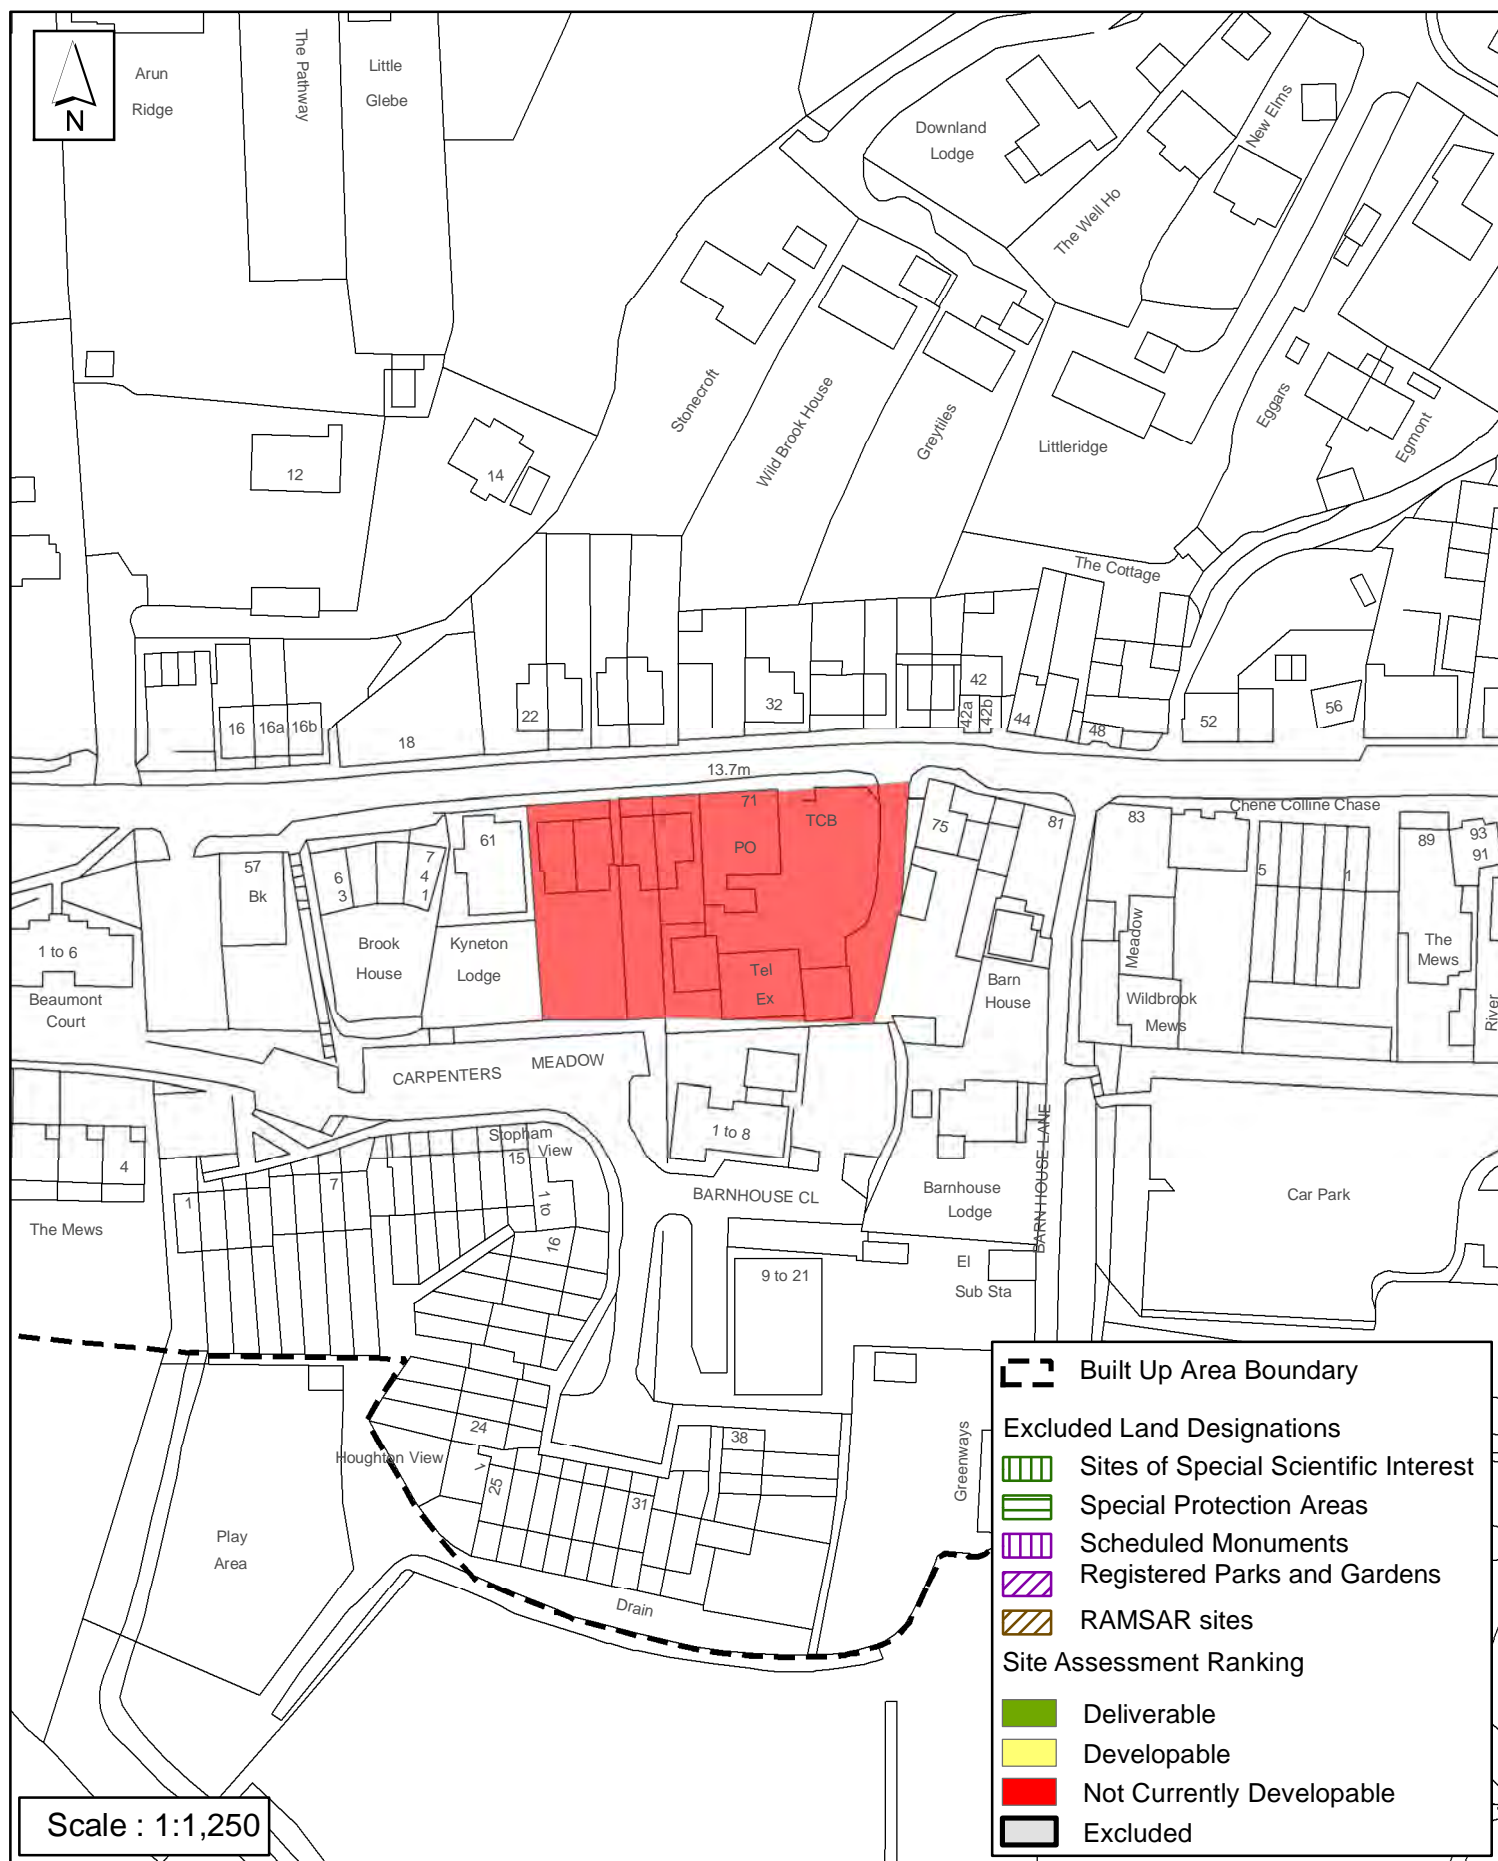 N
Arun
Ridge
The Pathway
Little
Glebe
Downland
Lodge
New Elms
The Well Ho
Stonecroft
Wild Brook House
Greytiles
Littleridge
Eggars
Egmont
12
14
The Cottage
16
16a
16b
18
22
32
42
42a
42b
44
48
52
56
13.7m
71
TCB
PO
Tel
Ex
61
57
Bk
6
3
7
4
1
Brook
House
Kyneton
Lodge
75
81
83
Chene Colline Chase
5
1
89
93
91
1 to 6
Beaumont
Court
Barn
House
Meadow
Wildbrook
Mews
The
Mews
River
CARPENTERS
MEADOW
1 to 8
Stopham
View
15
4
7
1
1 to
16
The Mews
BARNHOUSE CL
Barnhouse
Lodge
BARN HOUSE LANE
Car Park
El
Sub Sta
9 to 21
24
Houghton View
1
25
31
38
Greenways
Play
Area
Drain
Built Up Area Boundary
Excluded Land Designations
Sites of Special Scientific Interest
Special Protection Areas
Scheduled Monuments
Registered Parks and Gardens
RAMSAR sites
Site Assessment Ranking
Deliverable
Developable
Not Currently Developable
Excluded
Scale : 1:1,250